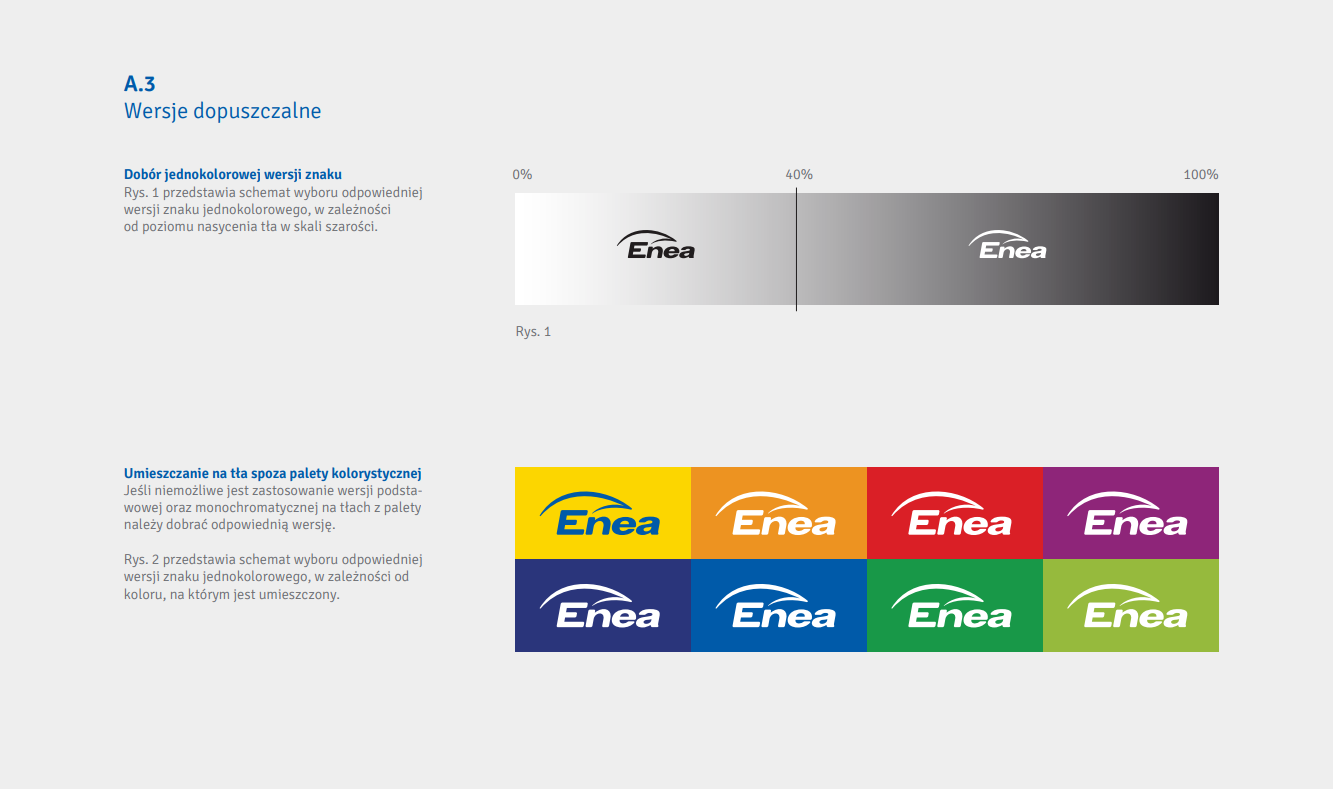 A.3
Wersje dopuszczalne
Dobór jednokolorowej wersji znaku
Rys. 1 przedstawia schemat wyboru odpowiedniej
wersji znaku jednokolorowego, w zależności
od poziomu nasycenia tła w skali szarości.
0% 40% 100%
Enea Enea
Rys. 1
Umieszczanie na tła spoza palety kolorystycznej
Jeśli niemożliwe jest zastosowanie wersji podsta-
wowej oraz monochromatycznej na tłach z palety
należy dobrać odpowiednią wersję.
Rys. 2 przedstawia schemat wyboru odpowiedniej
wersji znaku jednokolorowego, w zależności od
koloru, na którym jest umieszczony.
Enea Enea Enea Enea
Enea Enea Enea Enea